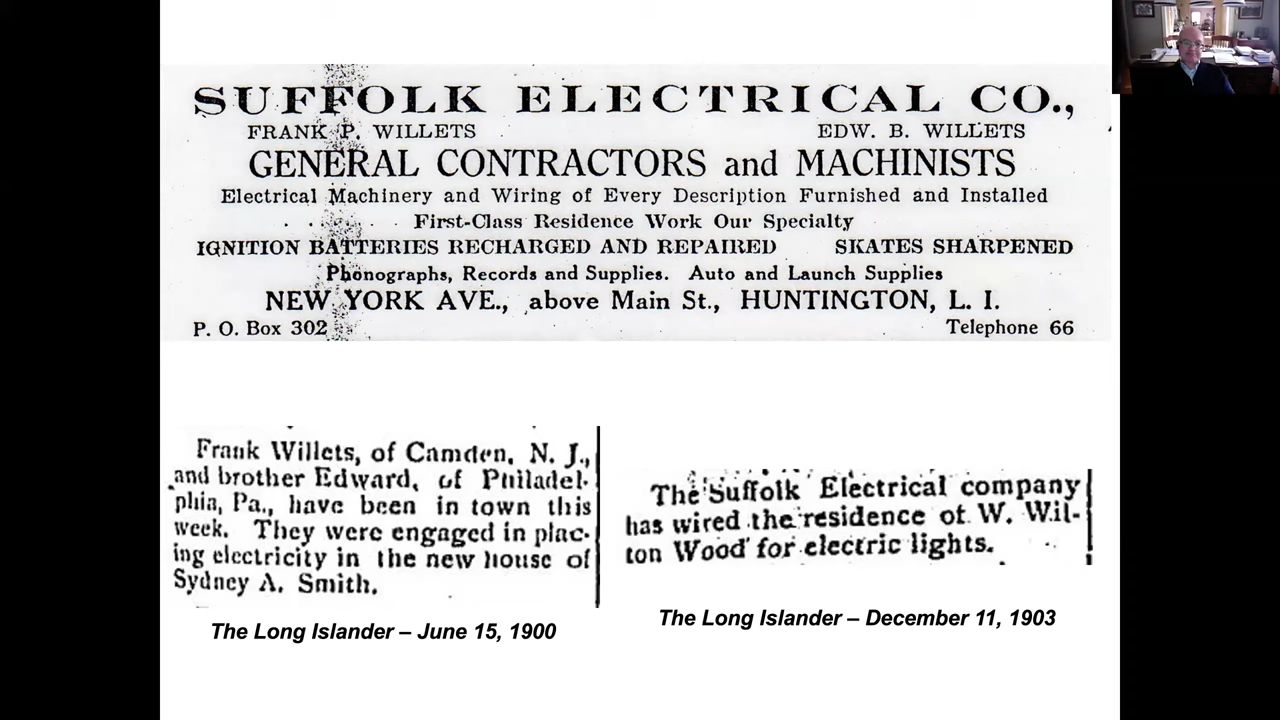 SUFFOLK ELECTRICAL CO.,
FRANK P. WILLETS EDW. B. WILLETS
GENERAL CONTRACTORS and MACHINISTS
Electrical Machinery and Wiring of Every Description Furnished and Installed
First-Class Residence Work Our Specialty
IGNITION BATTERIES RECHARGED AND REPAIRED SKATES SHARPENED
Phonographs, Records and Supplies. Auto and Launch Supplies
NEW YORK AVE., above Main St., HUNTINGTON, L. I.
P. O. Box 302 Telephone 66
Frank Willets, of Camden, N. J.,
and brother Edward, of Philadel-
phia, Pa., have been in town this
week. They were engaged in plac-
ing electricity in the new house of
Sydney A. Smith.
The Long Islander – June 15, 1900
The Suffolk Electrical company
has wired the residence of W. Wil-
ton Wood for electric lights.
The Long Islander – December 11, 1903